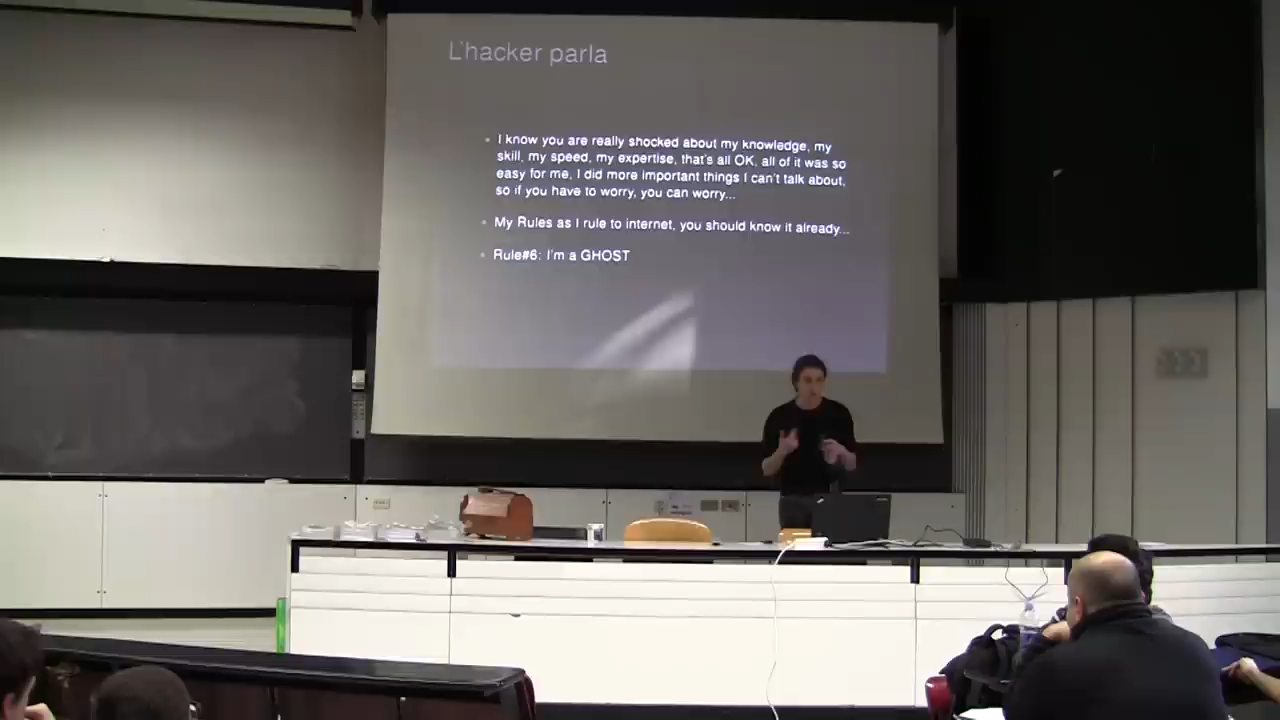 L'hacker parla
I know you are really shocked about my knowledge, my
skill, my speed, my expertise, that's all OK, all of it was so
easy for me, I did more important things I can't talk about,
so if you have to worry, you can worry...
My Rules as I rule to internet, you should know it already...
Rule#6: I'm a GHOST